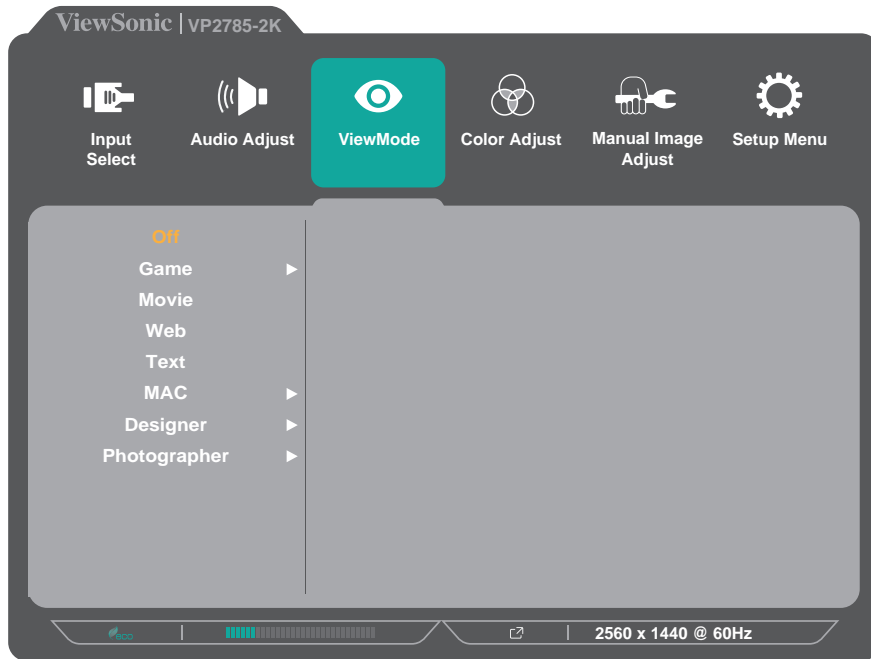 ViewSonic | VP2785-2K
Input Select
Audio Adjust
ViewMode
Color Adjust
Manual Image Adjust
Setup Menu
Off
Game
Movie
Web
Text
MAC
Designer
Photographer
eco
2560 x 1440 @ 60Hz